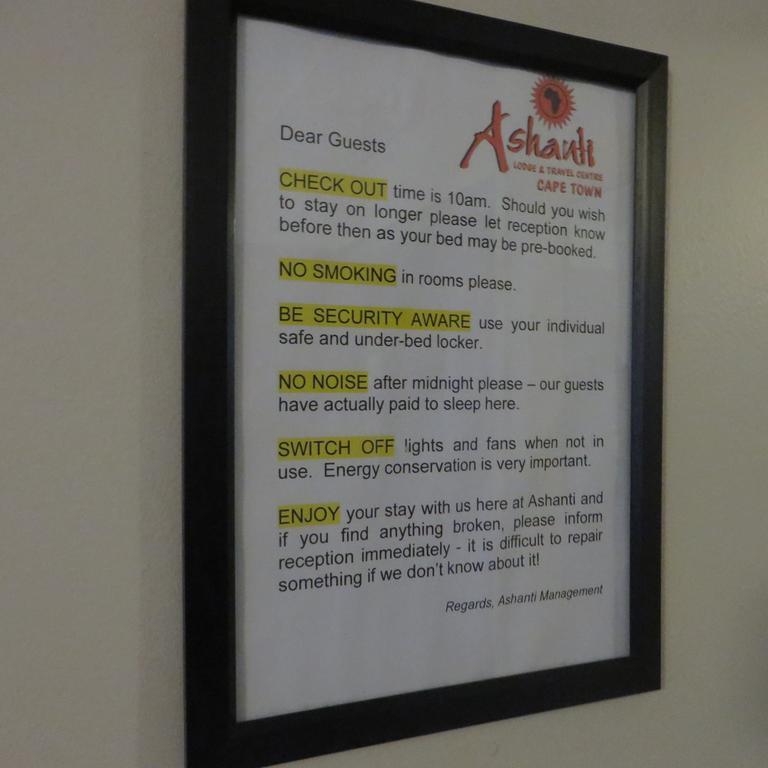 Ashanti
LODGE & TRAVEL CENTRE
CAPE TOWN
Dear Guests
CHECK OUT time is 10am. Should you wish
to stay on longer please let reception know
before then as your bed may be pre-booked.
NO SMOKING in rooms please.
BE SECURITY AWARE use your individual
safe and under-bed locker.
NO NOISE after midnight please – our guests
have actually paid to sleep here.
SWITCH OFF lights and fans when not in
use. Energy conservation is very important.
ENJOY your stay with us here at Ashanti and
if you find anything broken, please inform
reception immediately - it is difficult to repair
something if we don't know about it!
Regards, Ashanti Management